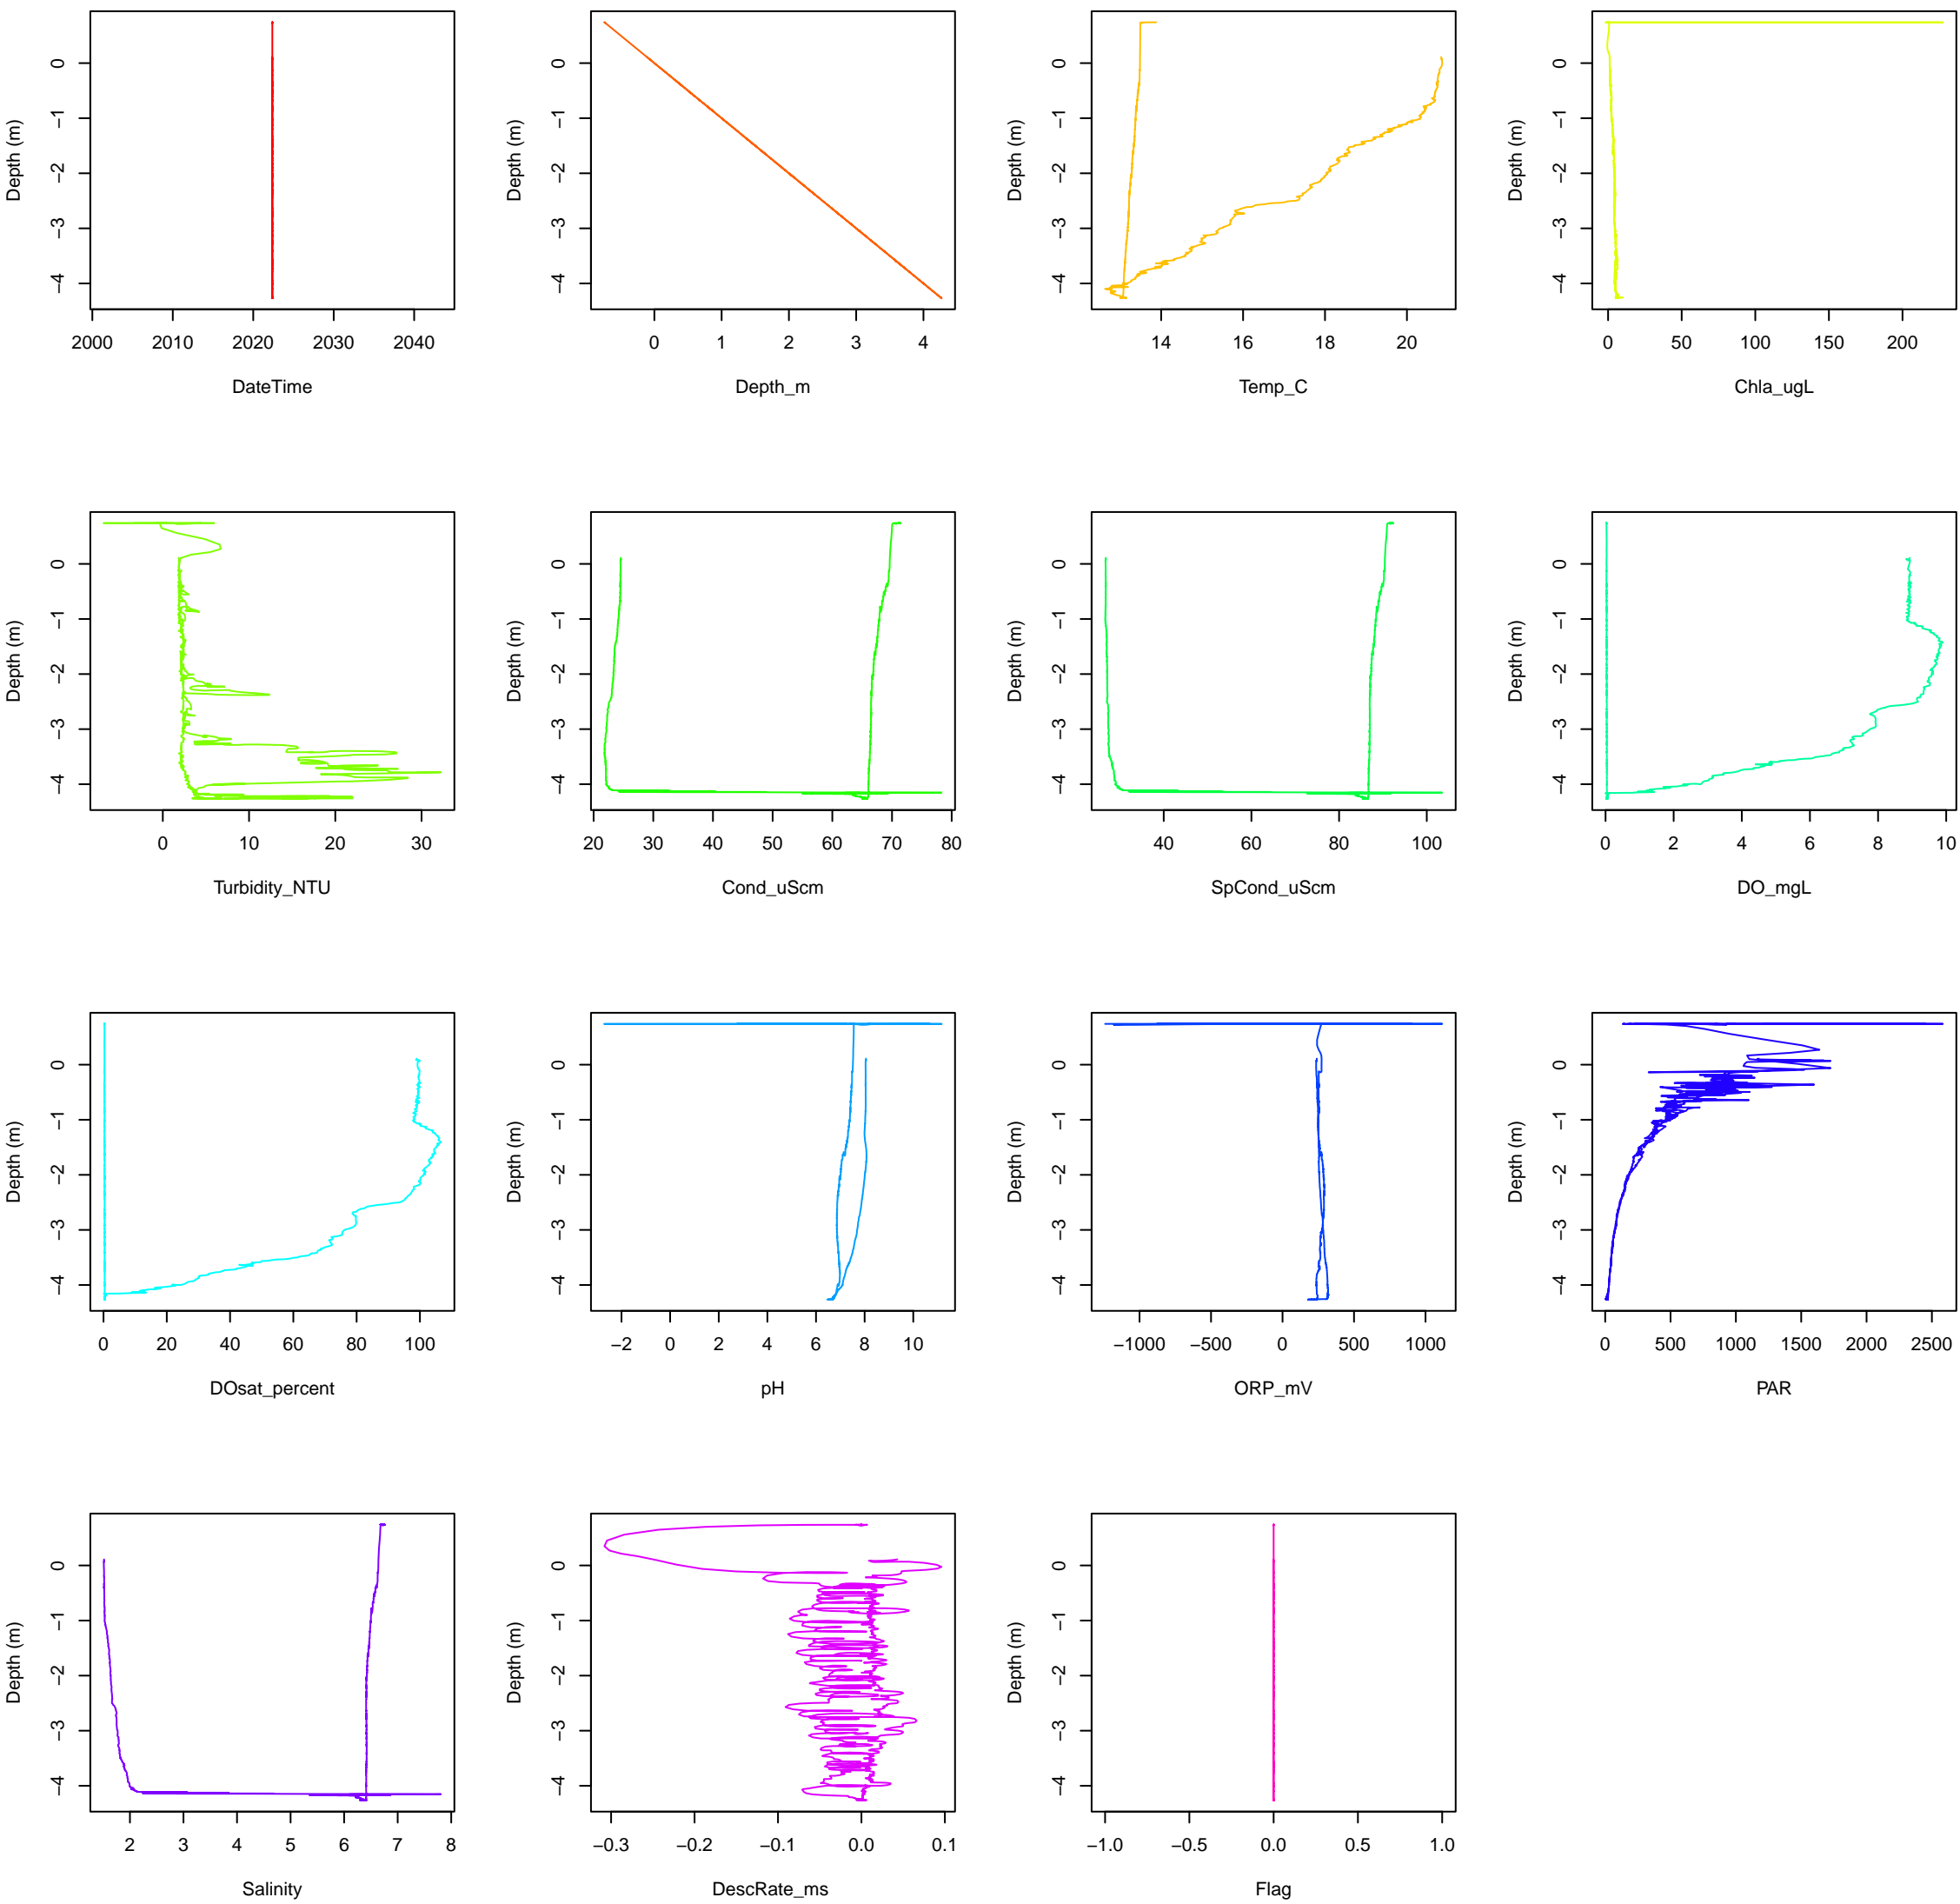 0
−1
−2
−3
−4
Depth (m)
2000 2010 2020 2030 2040
DateTime
0
−1
−2
−3
−4
Depth (m)
0 1 2 3 4
Depth_m
0
−1
−2
−3
−4
Depth (m)
14 16 18 20
Temp_C
0
−1
−2
−3
−4
Depth (m)
0 50 100 150 200
Chla_ugL
0
−1
−2
−3
−4
Depth (m)
0 10 20 30
Turbidity_NTU
0
−1
−2
−3
−4
Depth (m)
20 30 40 50 60 70 80
Cond_uScm
0
−1
−2
−3
−4
Depth (m)
40 60 80 100
SpCond_uScm
0
−1
−2
−3
−4
Depth (m)
0 2 4 6 8 10
DO_mgL
0
−1
−2
−3
−4
Depth (m)
0 20 40 60 80 100
DOsat_percent
0
−1
−2
−3
−4
Depth (m)
−2 0 2 4 6 8 10
pH
0
−1
−2
−3
−4
Depth (m)
−1000 −500 0 500 1000
ORP_mV
0
−1
−2
−3
−4
Depth (m)
0 500 1000 1500 2000 2500
PAR
0
−1
−2
−3
−4
Depth (m)
2 3 4 5 6 7 8
Salinity
0
−1
−2
−3
−4
Depth (m)
−0.3 −0.2 −0.1 0.0 0.1
DescRate_ms
0
−1
−2
−3
−4
Depth (m)
−1.0 −0.5 0.0 0.5 1.0
Flag